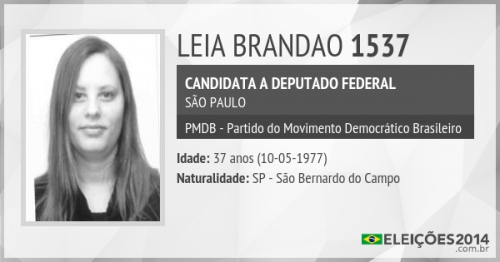 LEIA BRANDAO 1537
CANDIDATA A DEPUTADO FEDERAL
SÃO PAULO
PMDB - Partido do Movimento Democrático Brasileiro
Idade: 37 anos (10-05-1977)
Naturalidade: SP - São Bernardo do Campo
ELEIÇÕES2014
.com.br